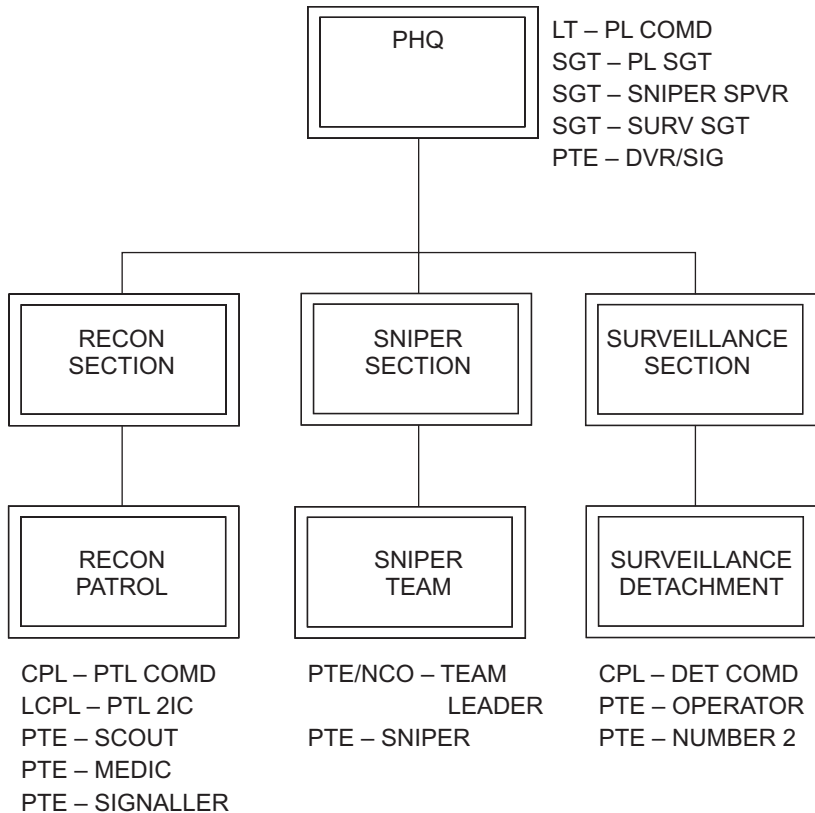 PHQ
LT – PL COMD
SGT – PL SGT
SGT – SNIPER SPVR
SGT – SURV SGT
PTE – DVR/SIG
RECON
SECTION
SNIPER
SECTION
SURVEILLANCE
SECTION
RECON
PATROL
SNIPER
TEAM
SURVEILLANCE
DETACHMENT
CPL – PTL COMD
LCPL – PTL 2IC
PTE – SCOUT
PTE – MEDIC
PTE – SIGNALLER
PTE/NCO – TEAM
LEADER
PTE – SNIPER
CPL – DET COMD
PTE – OPERATOR
PTE – NUMBER 2